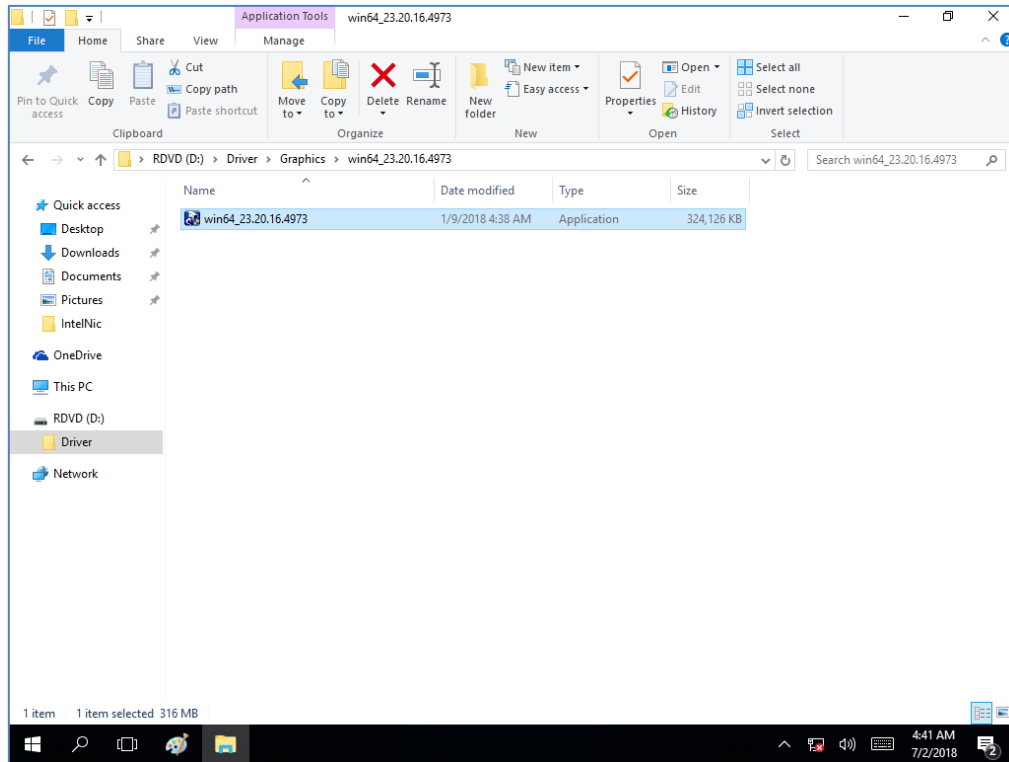 Application Tools win64_23.20.16.4973
File Home Share View Manage
Pin to Quick access
Copy
Paste
Cut
Copy path
Paste shortcut
Clipboard
Move to
Copy to
Delete
Rename
Organize
New folder
New item
Easy access
New
Properties
Open
Edit
History
Open
Select all
Select none
Invert selection
Select
RDVD (D:) > Driver > Graphics > win64_23.20.16.4973
Search win64_23.20.16.4973
Name Date modified Type Size
win64_23.20.16.4973 1/9/2018 4:38 AM Application 324,126 KB
Quick access
Desktop
Downloads
Documents
Pictures
IntelNic
OneDrive
This PC
RDVD (D:)
Driver
Network
1 item 1 item selected 316 MB
4:41 AM
7/2/2018
2